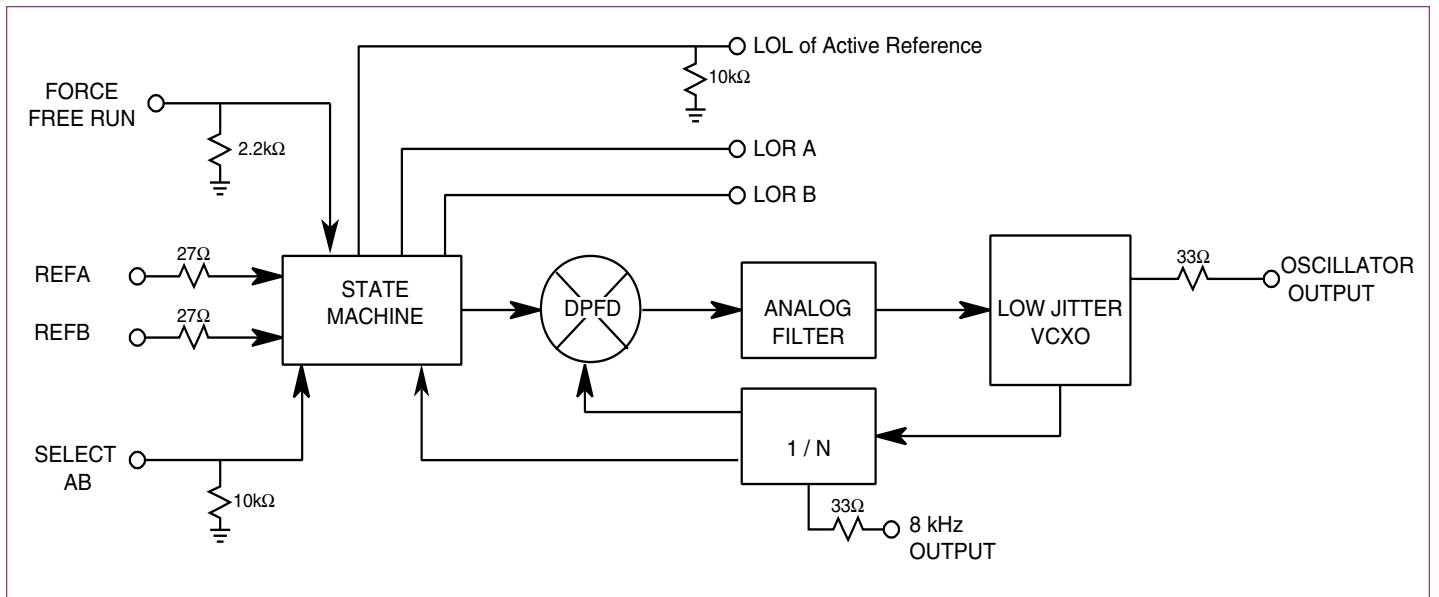 LOL of Active Reference
10kΩ
FORCE
FREE RUN
2.2kΩ
LOR A
LOR B
27Ω
REFA
27Ω
REFB
STATE
MACHINE
DPFD
ANALOG
FILTER
LOW JITTER
VCXO
33Ω
OSCILLATOR
OUTPUT
SELECT
AB
10kΩ
1 / N
33Ω
8 kHz
OUTPUT